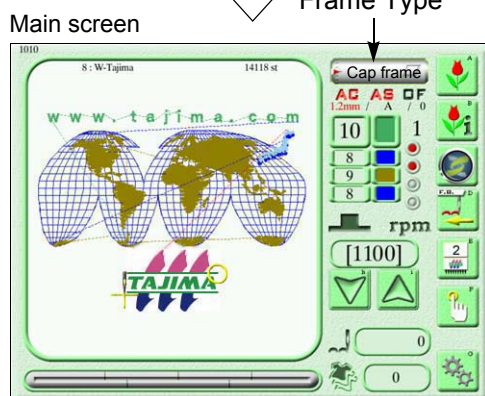 Frame Type
Main screen
1010
8 : W-Tajima 14118 st
www.tajima.com
TAJIMA
Cap frame A
AC AS OF
1.2mm / A / 0
10 1
8
9
8
rpm
[1100]
H I
0
0
B
i
F.W. D
E
2
F
O